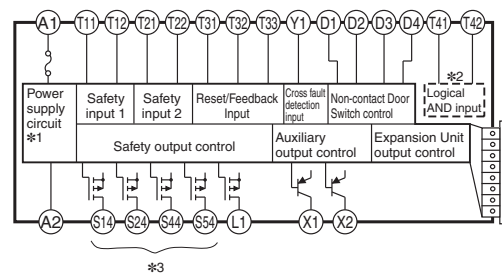 A1 T11 T12 T21 T22 T31 T32 T33 Y1 D1 D2 D3 D4 T41 T42
*2
Power supply circuit *1
Safety input 1
Safety input 2
Reset/Feedback Input
Cross fault detection input
Non-contact Door Switch control
Logical AND input
Safety output control
Auxiliary output control
Expansion Unit output control
A2 S14 S24 S44 S54 L1 X1 X2
*3